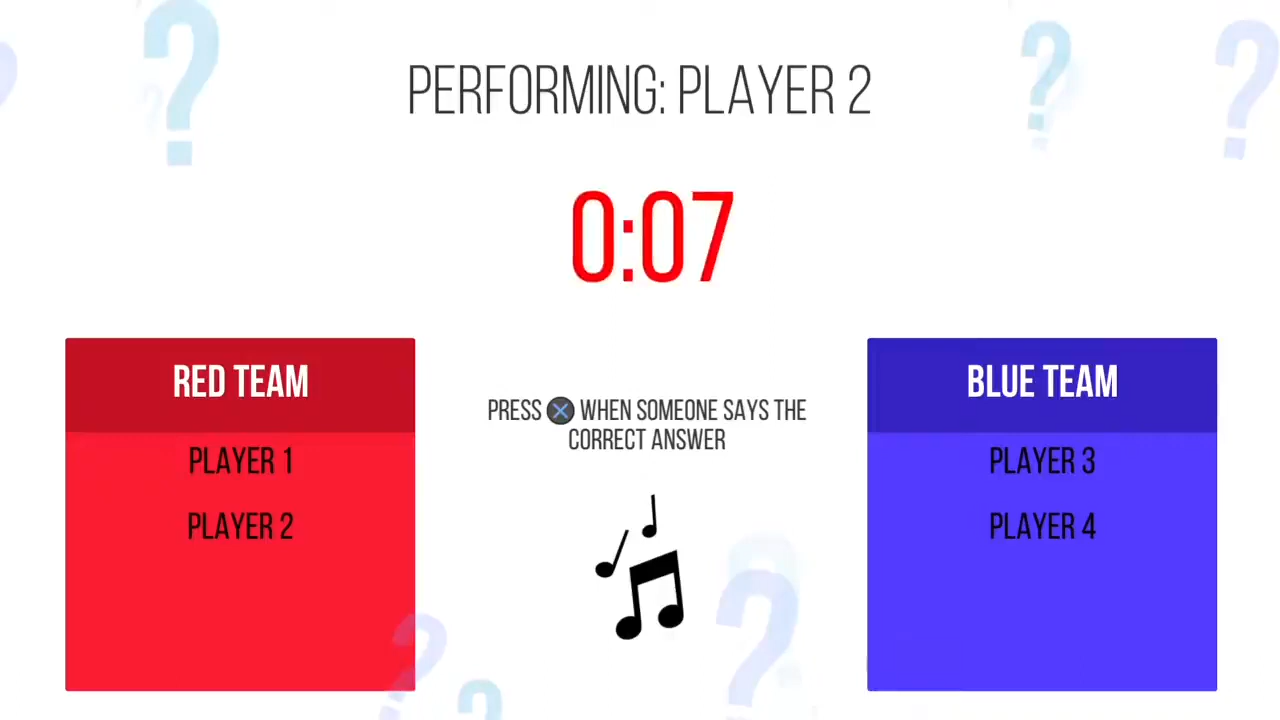 PERFORMING: PLAYER 2
0:07
RED TEAM
PLAYER 1
PLAYER 2
PRESS WHEN SOMEONE SAYS THE
CORRECT ANSWER
BLUE TEAM
PLAYER 3
PLAYER 4